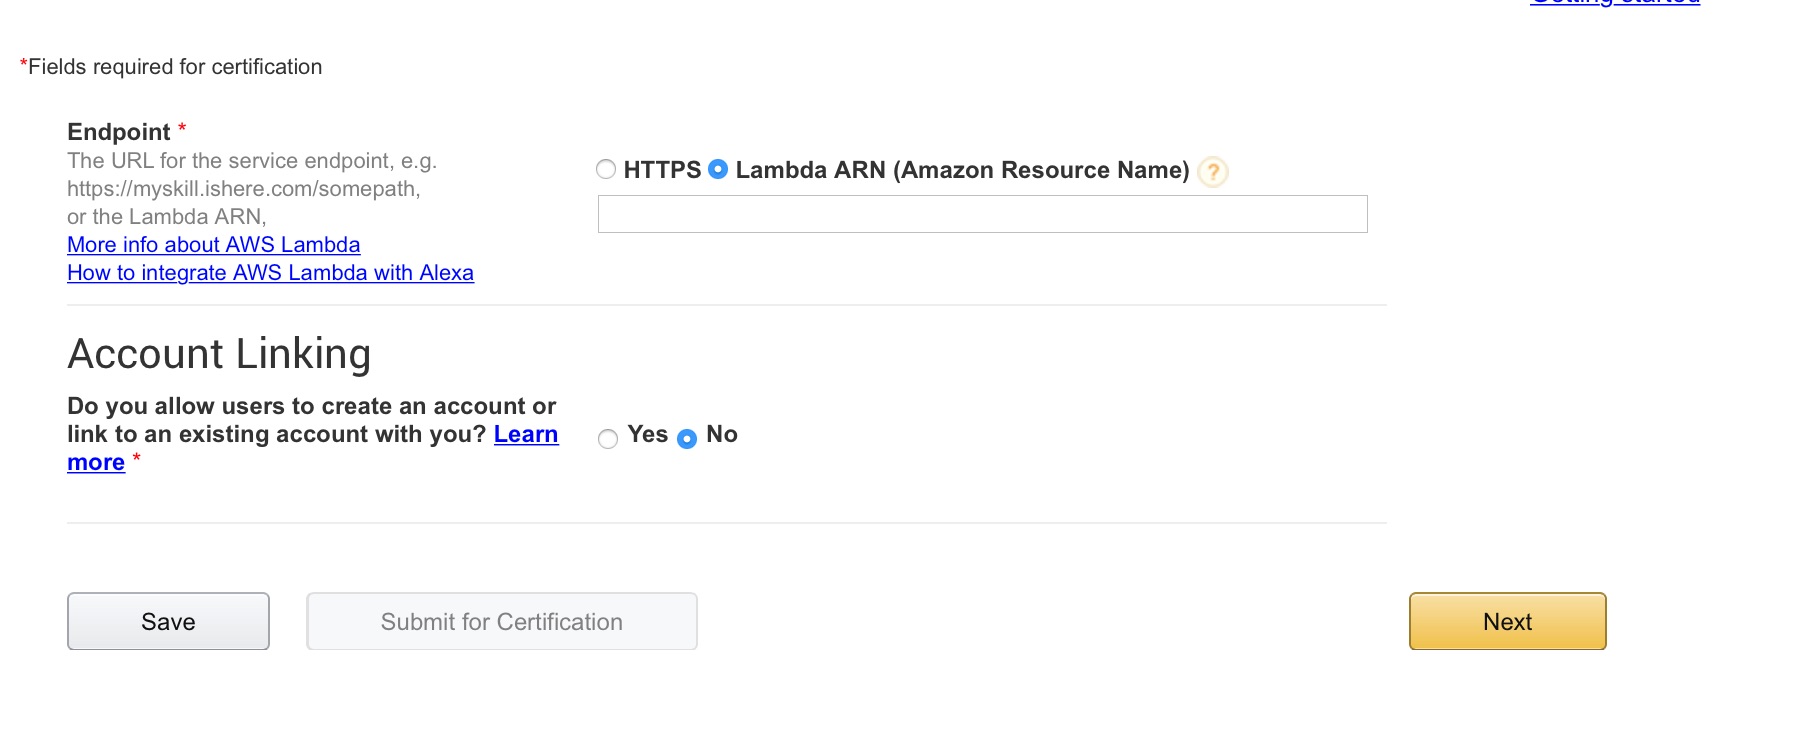 Getting started
*Fields required for certification
Endpoint *
The URL for the service endpoint, e.g.
https://myskill.ishere.com/somepath,
or the Lambda ARN,
More info about AWS Lambda
How to integrate AWS Lambda with Alexa
HTTPS Lambda ARN (Amazon Resource Name) ?
Account Linking
Do you allow users to create an account or
link to an existing account with you? Learn
more *
Yes No
Save Submit for Certification Next